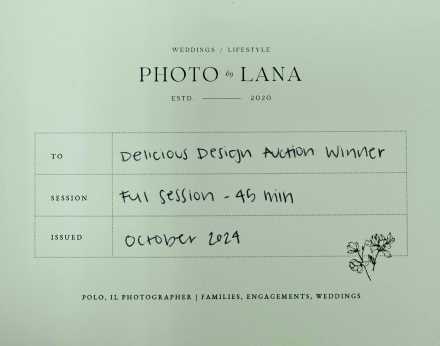 WEDDINGS / LIFESTYLE
PHOTO by LANA
ESTD. 2020
TO Delicious Design Auction Winner
SESSION Full Session - 45 min
ISSUED October 2024
POLO, IL PHOTOGRAPHER | FAMILIES, ENGAGEMENTS, WEDDINGS